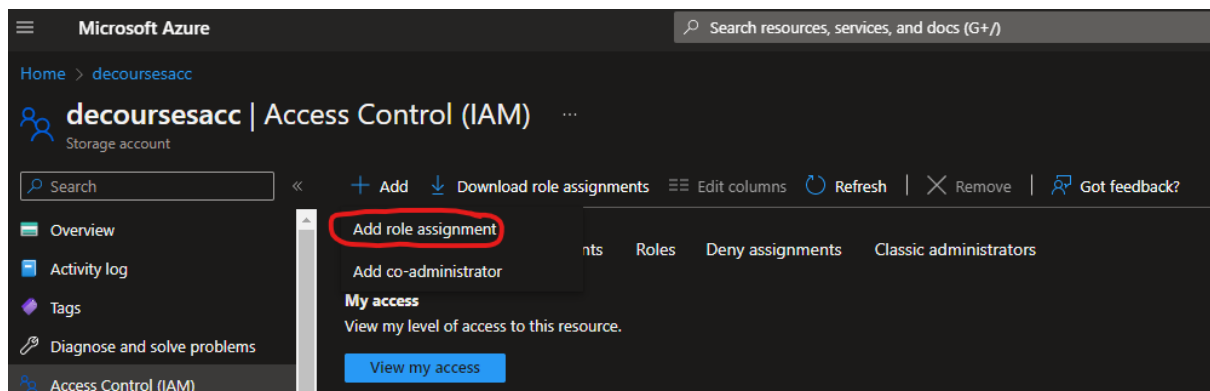 Microsoft Azure
Search resources, services, and docs (G+/)
Home > decoursesacc
decoursesacc | Access Control (IAM) ...
Storage account
Search
«
+ Add
Download role assignments
Edit columns
Refresh
Remove
Got feedback?
Overview
Activity log
Tags
Diagnose and solve problems
Access Control (IAM)
Add role assignment
Add co-administrator
nts
Roles
Deny assignments
Classic administrators
My access
View my level of access to this resource.
View my access